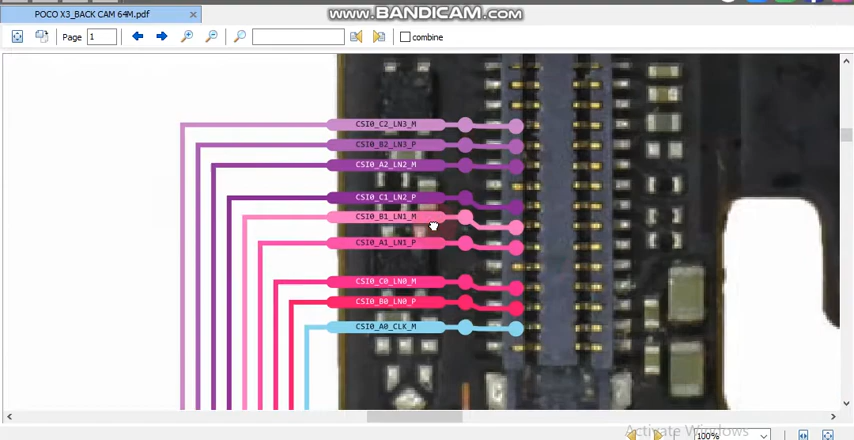 www.BANDICAM.com
POCO X3_BACK CAM 64M.pdf
Page 1
combine
CSI0_C2_LN3_M
CSI0_B2_LN3_P
CSI0_A2_LN2_M
CSI0_C1_LN2_P
CSI0_B1_LN1_M
CSI0_A1_LN1_P
CSI0_C0_LN0_M
CSI0_B0_LN0_P
CSI0_A0_CLK_M
Activate Windows
100%